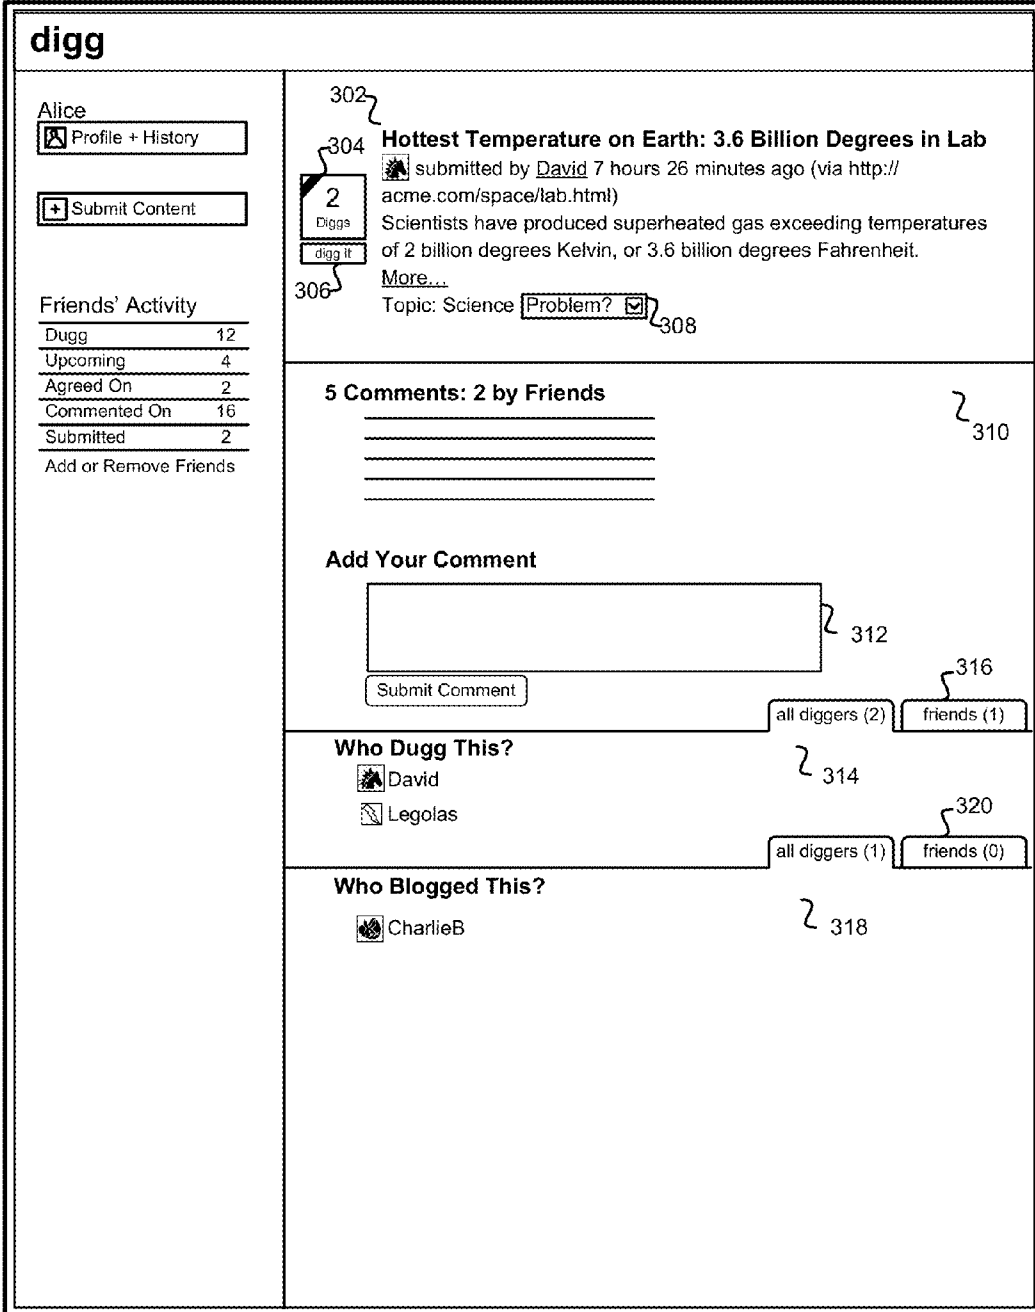 digg
Alice
Profile + History
+ Submit Content
Friends' Activity
Dugg 12
Upcoming 4
Agreed On 2
Commented On 16
Submitted 2
Add or Remove Friends
302
304
2
Diggs
digg it
306
Hottest Temperature on Earth: 3.6 Billion Degrees in Lab
submitted by David 7 hours 26 minutes ago (via http://
acme.com/space/lab.html)
Scientists have produced superheated gas exceeding temperatures
of 2 billion degrees Kelvin, or 3.6 billion degrees Fahrenheit.
More...
Topic: Science Problem?
308
5 Comments: 2 by Friends
310
Add Your Comment
312
Submit Comment
316
all diggers (2) friends (1)
Who Dugg This?
314
David
Legolas
320
all diggers (1) friends (0)
Who Blogged This?
CharlieB
318